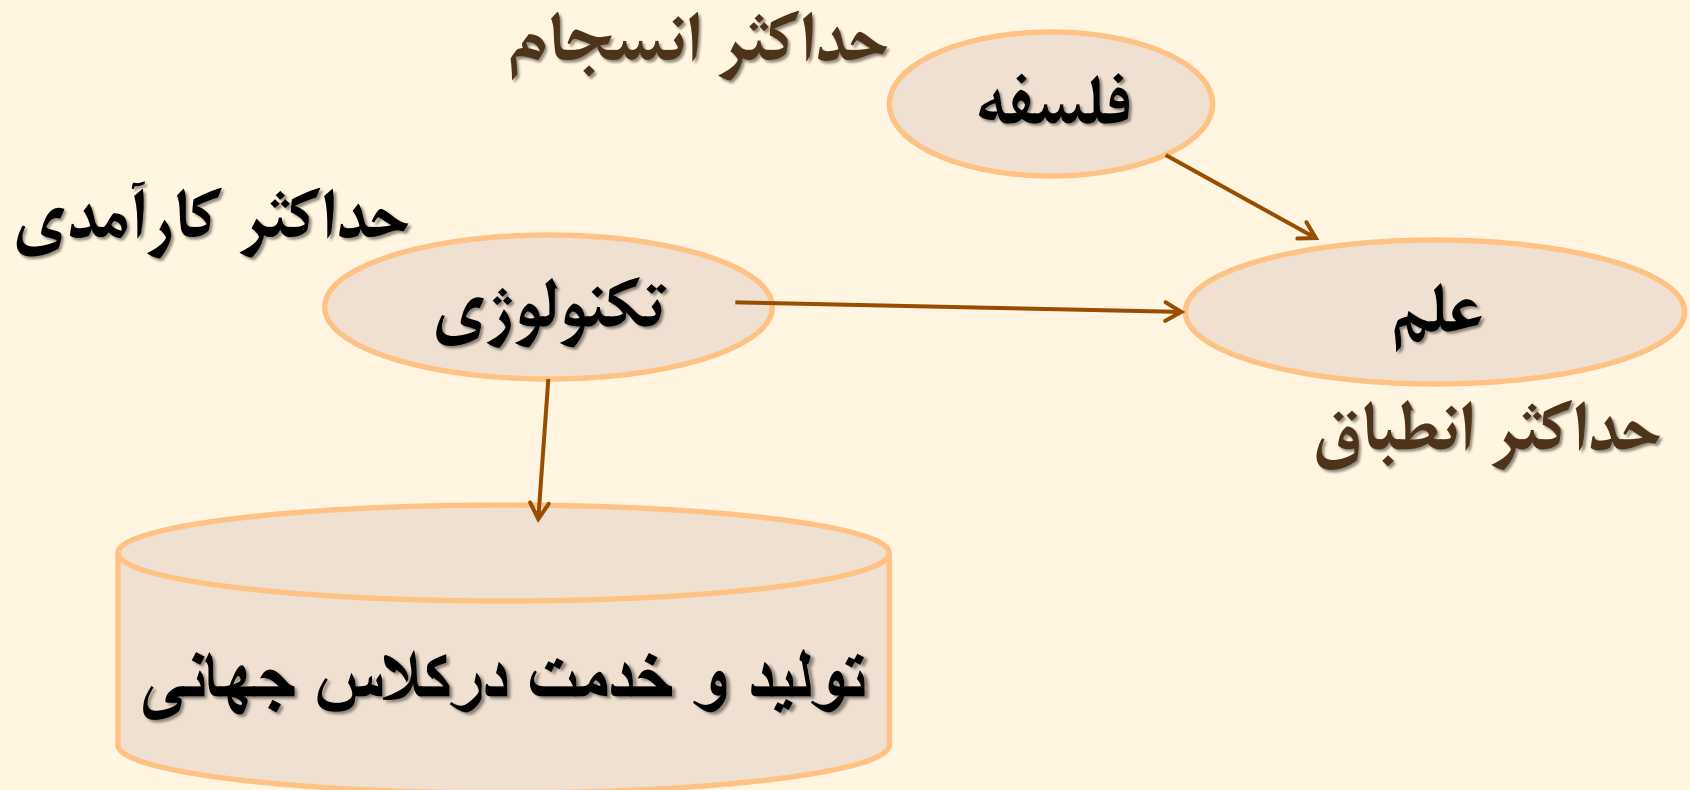 حداکثر انسجام
فلسفه
حداکثر کارآمدی
تکنولوژی
علم
حداکثر انطباق
تولید و خدمت درکلاس جهانی